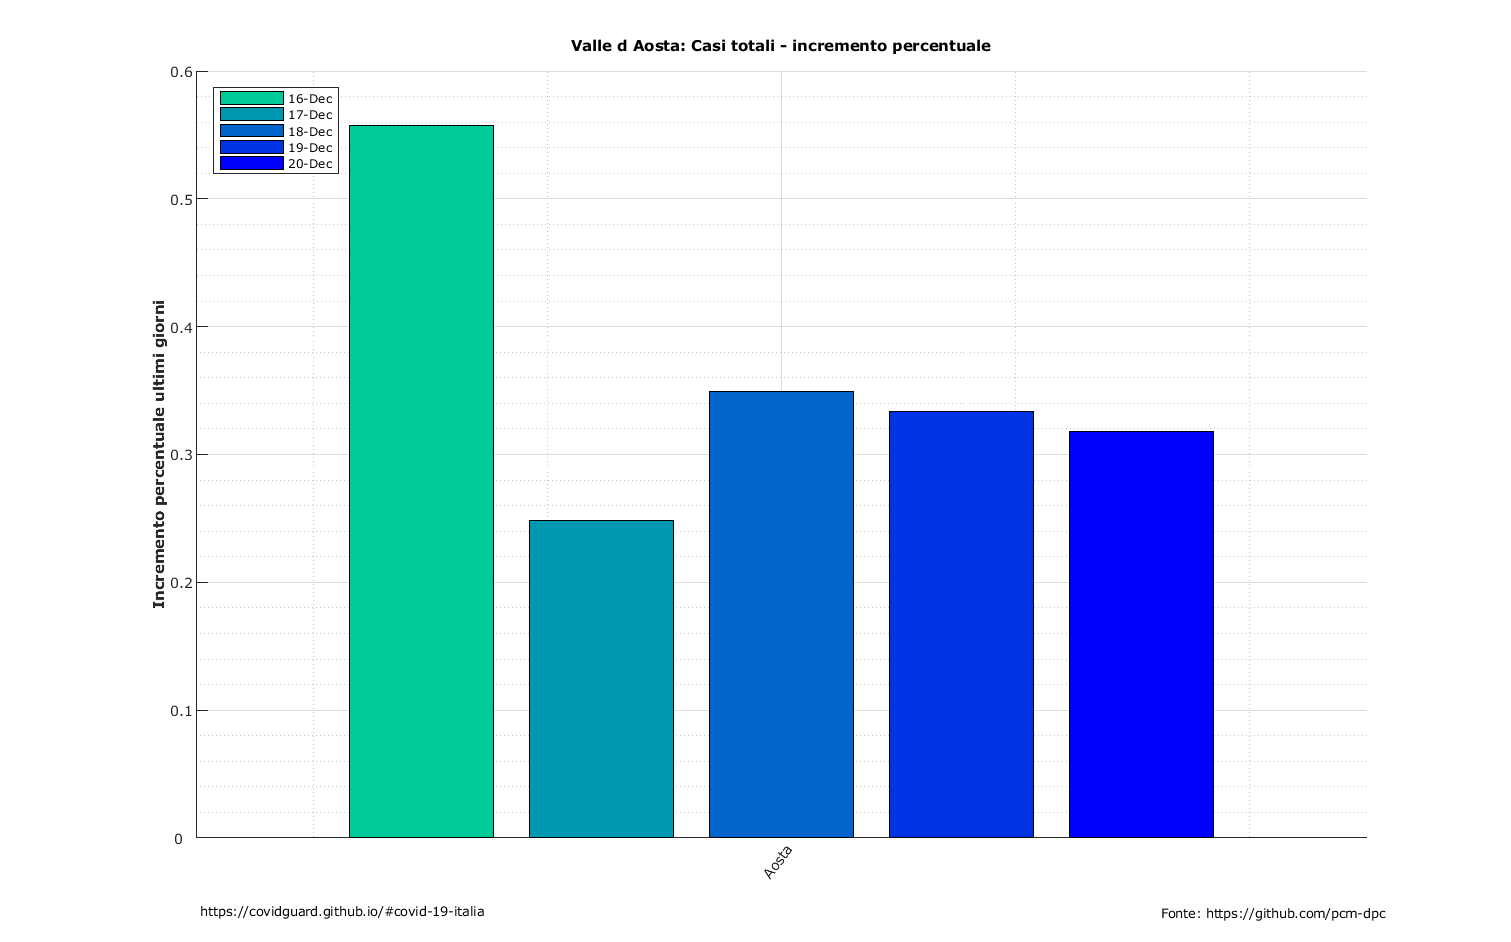 Valle d Aosta: Casi totali - incremento percentuale
0.6
0.5
0.4
0.3
0.2
0.1
0
Incremento percentuale ultimi giorni
16-Dec
17-Dec
18-Dec
19-Dec
20-Dec
Aosta
https://covidguard.github.io/#covid-19-italia
Fonte: https://github.com/pcm-dpc